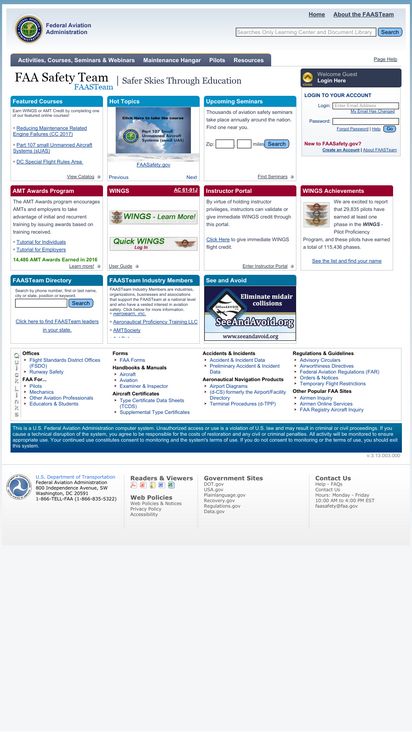 Home About the FAASTeam
Federal Aviation
Administration
Searches Only Learning Center and Document Library Search
Activities, Courses, Seminars & Webinars Maintenance Hangar Pilots Resources
Page Help
FAA Safety Team | Safer Skies Through Education
FAASTeam
Welcome Guest
Login Here
LOGIN TO YOUR ACCOUNT
Login: Enter Email Address
My Email Has Changed
Password:
Forgot Password | Help Go
New to FAASafety.gov?
Create an Account | About FAASTeam
Featured Courses
Earn WINGS or AMT Credit by completing one
of our featured online courses!
Reducing Maintenance Related
Engine Failures (CC 2017)
Part 107 Small Unmanned Aircraft
Systems (sUAS)
DC Special Flight Rules Area
View Catalog
Hot Topics
Click Here to take the course
Part 107 Small
Unmanned Aircraft
Systems (small UAS)
FAASafety.gov
Previous Next
Upcoming Seminars
Thousands of aviation safety seminars
take place annually around the nation.
Find one near you.
Zip: miles Search
Find Seminars
AMT Awards Program
The AMT Awards program encourages
AMTs and employers to take
advantage of initial and recurrent
training by issuing awards based on
training received.
Tutorial for Individuals
Tutorial for Employers
14,486 AMT Awards Earned in 2016
Learn more!
WINGS AC 61-91J
WINGS - Learn More!
Quick WINGS
Log In
User Guide
Instructor Portal
By virtue of holding instructor
privileges, instructors can validate or
give immediate WINGS credit through
this portal.
Click Here to give immediate WINGS
flight credit.
Enter Instructor Portal
WINGS Achievements
We are excited to report
that 29,835 pilots have
earned at least one
phase in the WINGS -
Pilot Proficiency
Program, and these pilots have earned a
total of 115,436 phases.
See the list and find your name
FAASTeam Directory
Search by phone number, first or last name,
city or state, position or keyword.
Search
Click here to find FAASTeam leaders
in your state.
FAASTeam Industry Members
FAASTeam Industry Members are industries,
organizations, businesses and associations
that support the FAASTeam at a national level
and who have a vested interest in aviation
safety. Click below for more information.
Aeronautical Proficiency Training LLC
AMTSociety
See and Avoid
Eliminate midair
collisions
SeeAndAvoid.org
www.seeandavoid.org
QUICKLINKS
Offices
Flight Standards District Offices
(FSDO)
Runway Safety
FAA For...
Pilots
Mechanics
Other Aviation Professionals
Educators & Students
Forms
FAA Forms
Handbooks & Manuals
Aircraft
Aviation
Examiner & Inspector
Aircraft Certificates
Type Certificate Data Sheets
(TCDS)
Supplemental Type Certificates
Accidents & Incidents
Accident & Incident Data
Preliminary Accident & Incident
Data
Aeronautical Navigation Products
Airport Diagrams
(d-CS) formerly the Airport/Facility
Directory
Terminal Procedures (d-TPP)
Regulations & Guidelines
Advisory Circulars
Airworthiness Directives
Federal Aviation Regulations (FAR)
Orders & Notices
Temporary Flight Restrictions
Other Popular FAA Sites
Airmen Inquiry
Airmen Online Services
FAA Registry Aircraft Inquiry
This is a U.S. Federal Aviation Administration computer system. Unauthorized access or use is a violation of U.S. law and may result in criminal or civil proceedings. If you
cause a technical disruption of the system, you agree to be responsible for the costs of restoration and any civil or criminal penalties. All activity will be monitored to ensure
appropriate use. Your continued use constitutes consent to monitoring and the system's terms of use. If you do not consent to monitoring or the terms of use, you should exit
this system.
v 3.13.003.000
U.S. Department of Transportation
Federal Aviation Administration
800 Independence Avenue, SW
Washington, DC 20591
1-866-TELL-FAA (1-866-835-5322)
Readers & Viewers
Web Policies
Web Policies & Notices
Privacy Policy
Accessibility
Government Sites
DOT.gov
USA.gov
Plainlanguage.gov
Recovery.gov
Regulations.gov
Data.gov
Contact Us
Help - FAQs
Contact Us
Hours: Monday - Friday
10:00 AM to 4:00 PM EST
faasafety@faa.gov